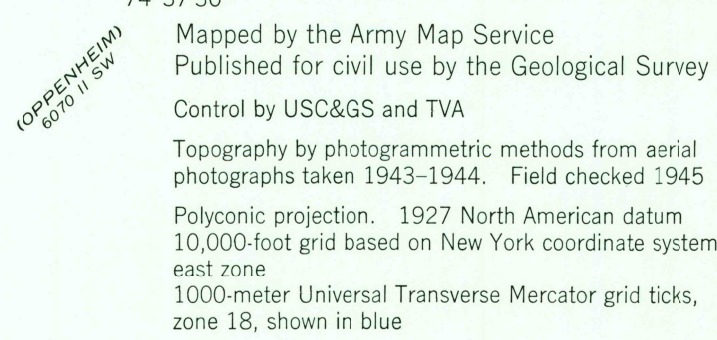 74°37'30"
(OPPENHEIM)
6070 II SW
Mapped by the Army Map Service
Published for civil use by the Geological Survey
Control by USC&GS and TVA
Topography by photogrammetric methods from aerial
photographs taken 1943–1944. Field checked 1945
Polyconic projection. 1927 North American datum
10,000-foot grid based on New York coordinate system,
east zone
1000-meter Universal Transverse Mercator grid ticks,
zone 18, shown in blue